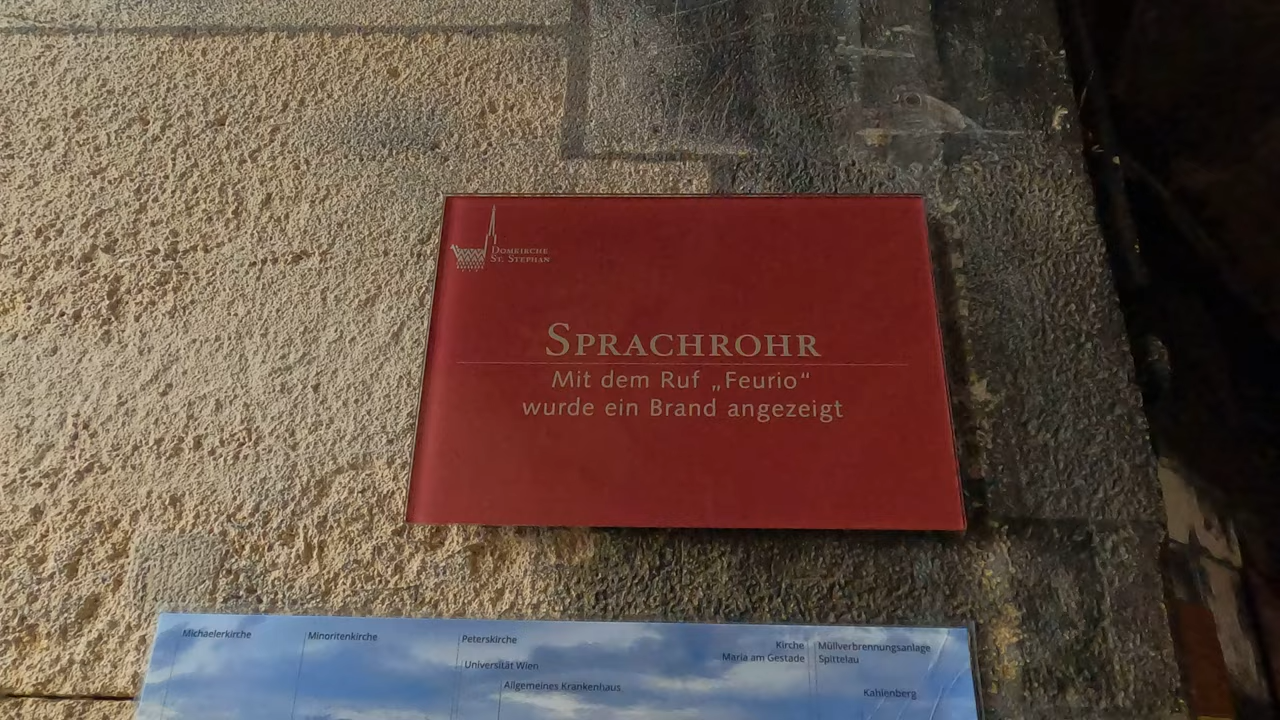 Domkirche
St. Stephan
Sprachrohr
Mit dem Ruf „Feurio“
wurde ein Brand angezeigt
Michaelerkirche
Minoritenkirche
Peterskirche
Universität Wien
Allgemeines Krankenhaus
Kirche
Maria am Gestade
Müllverbrennungsanlage
Spittelau
Kahlenberg